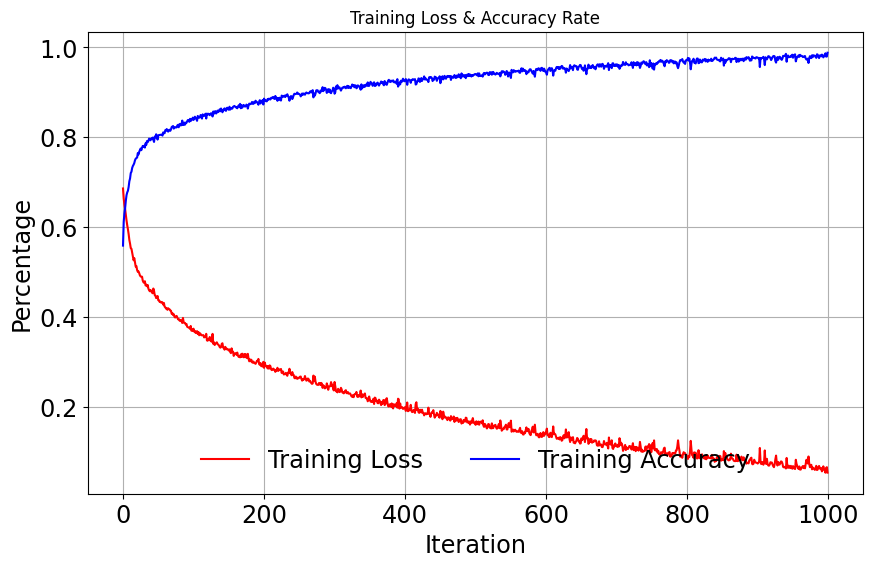 Training Loss & Accuracy Rate
1.0
0.8
0.6
0.4
0.2
Percentage
Training Loss
Training Accuracy
0
200
400
600
800
1000
Iteration